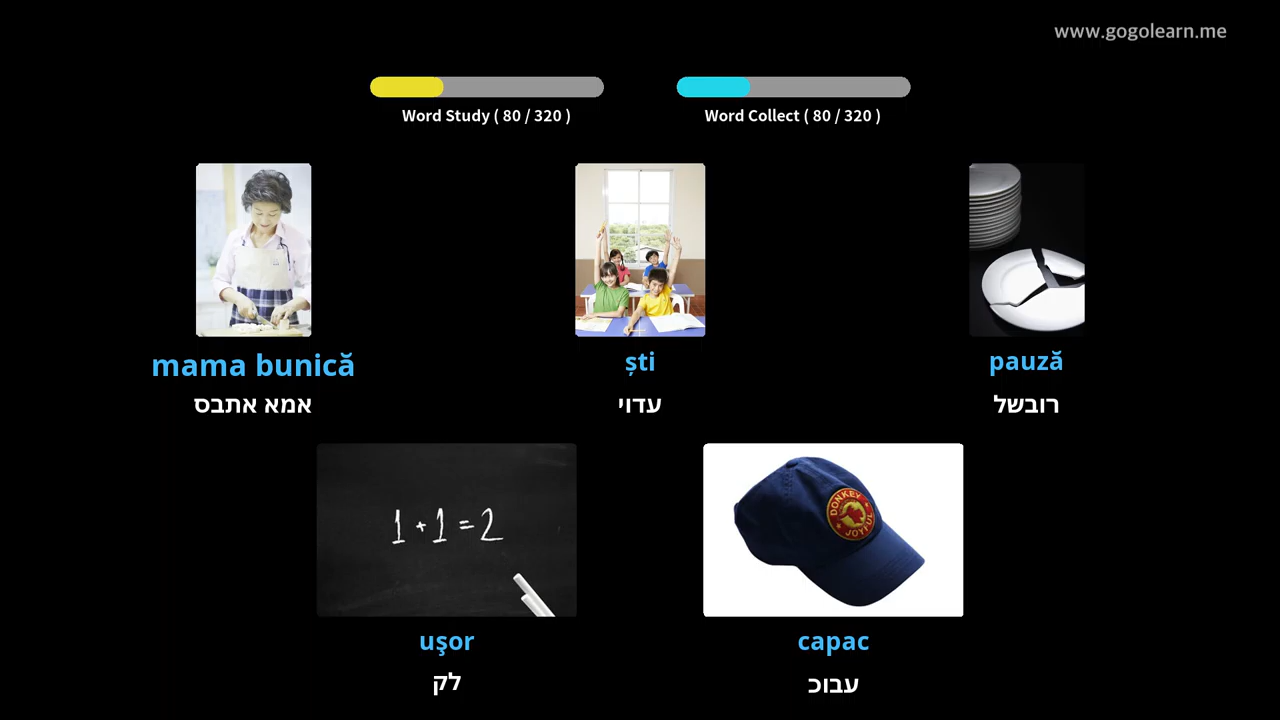 www.gogolearn.me
Word Study ( 80 / 320 )
Word Collect ( 80 / 320 )
mama bunică
אמא אתבס
ști
עדוי
pauză
רובשל
1 + 1 = 2
DONKEY
JOYFUL
uşor
לק
capac
עבוכ